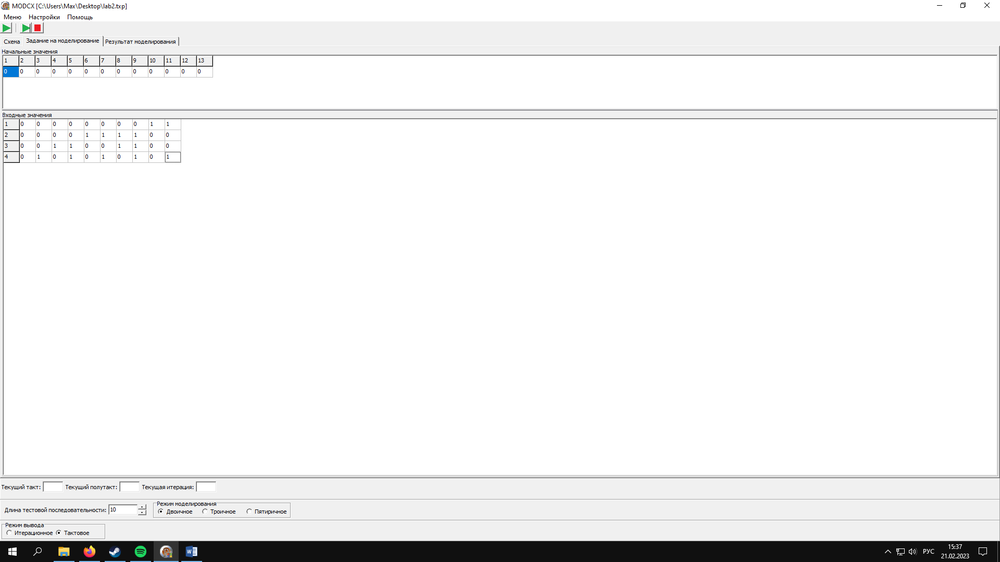 MODCX [C:\Users\Max\Desktop\lab2.txp]
Меню Настройки Помощь
Схема Задание на моделирование Результат моделирования
Начальные значения
1 2 3 4 5 6 7 8 9 10 11 12 13
0 0 0 0 0 0 0 0 0 0 0 0 0
Входные значения
1 0 0 0 0 0 0 0 0 1 1
2 0 0 0 0 1 1 1 1 0 0
3 0 0 1 1 0 0 1 1 0 0
4 0 1 0 1 0 1 0 1 0 1
Текущий такт: Текущий полутакт: Текущая итерация:
Режим моделирования
Длина тестовой последовательности: 10 Двоичное Троичное Пятиричное
Режим вывода
Итерационное Тактовое
РУС 15:37
21.02.2023